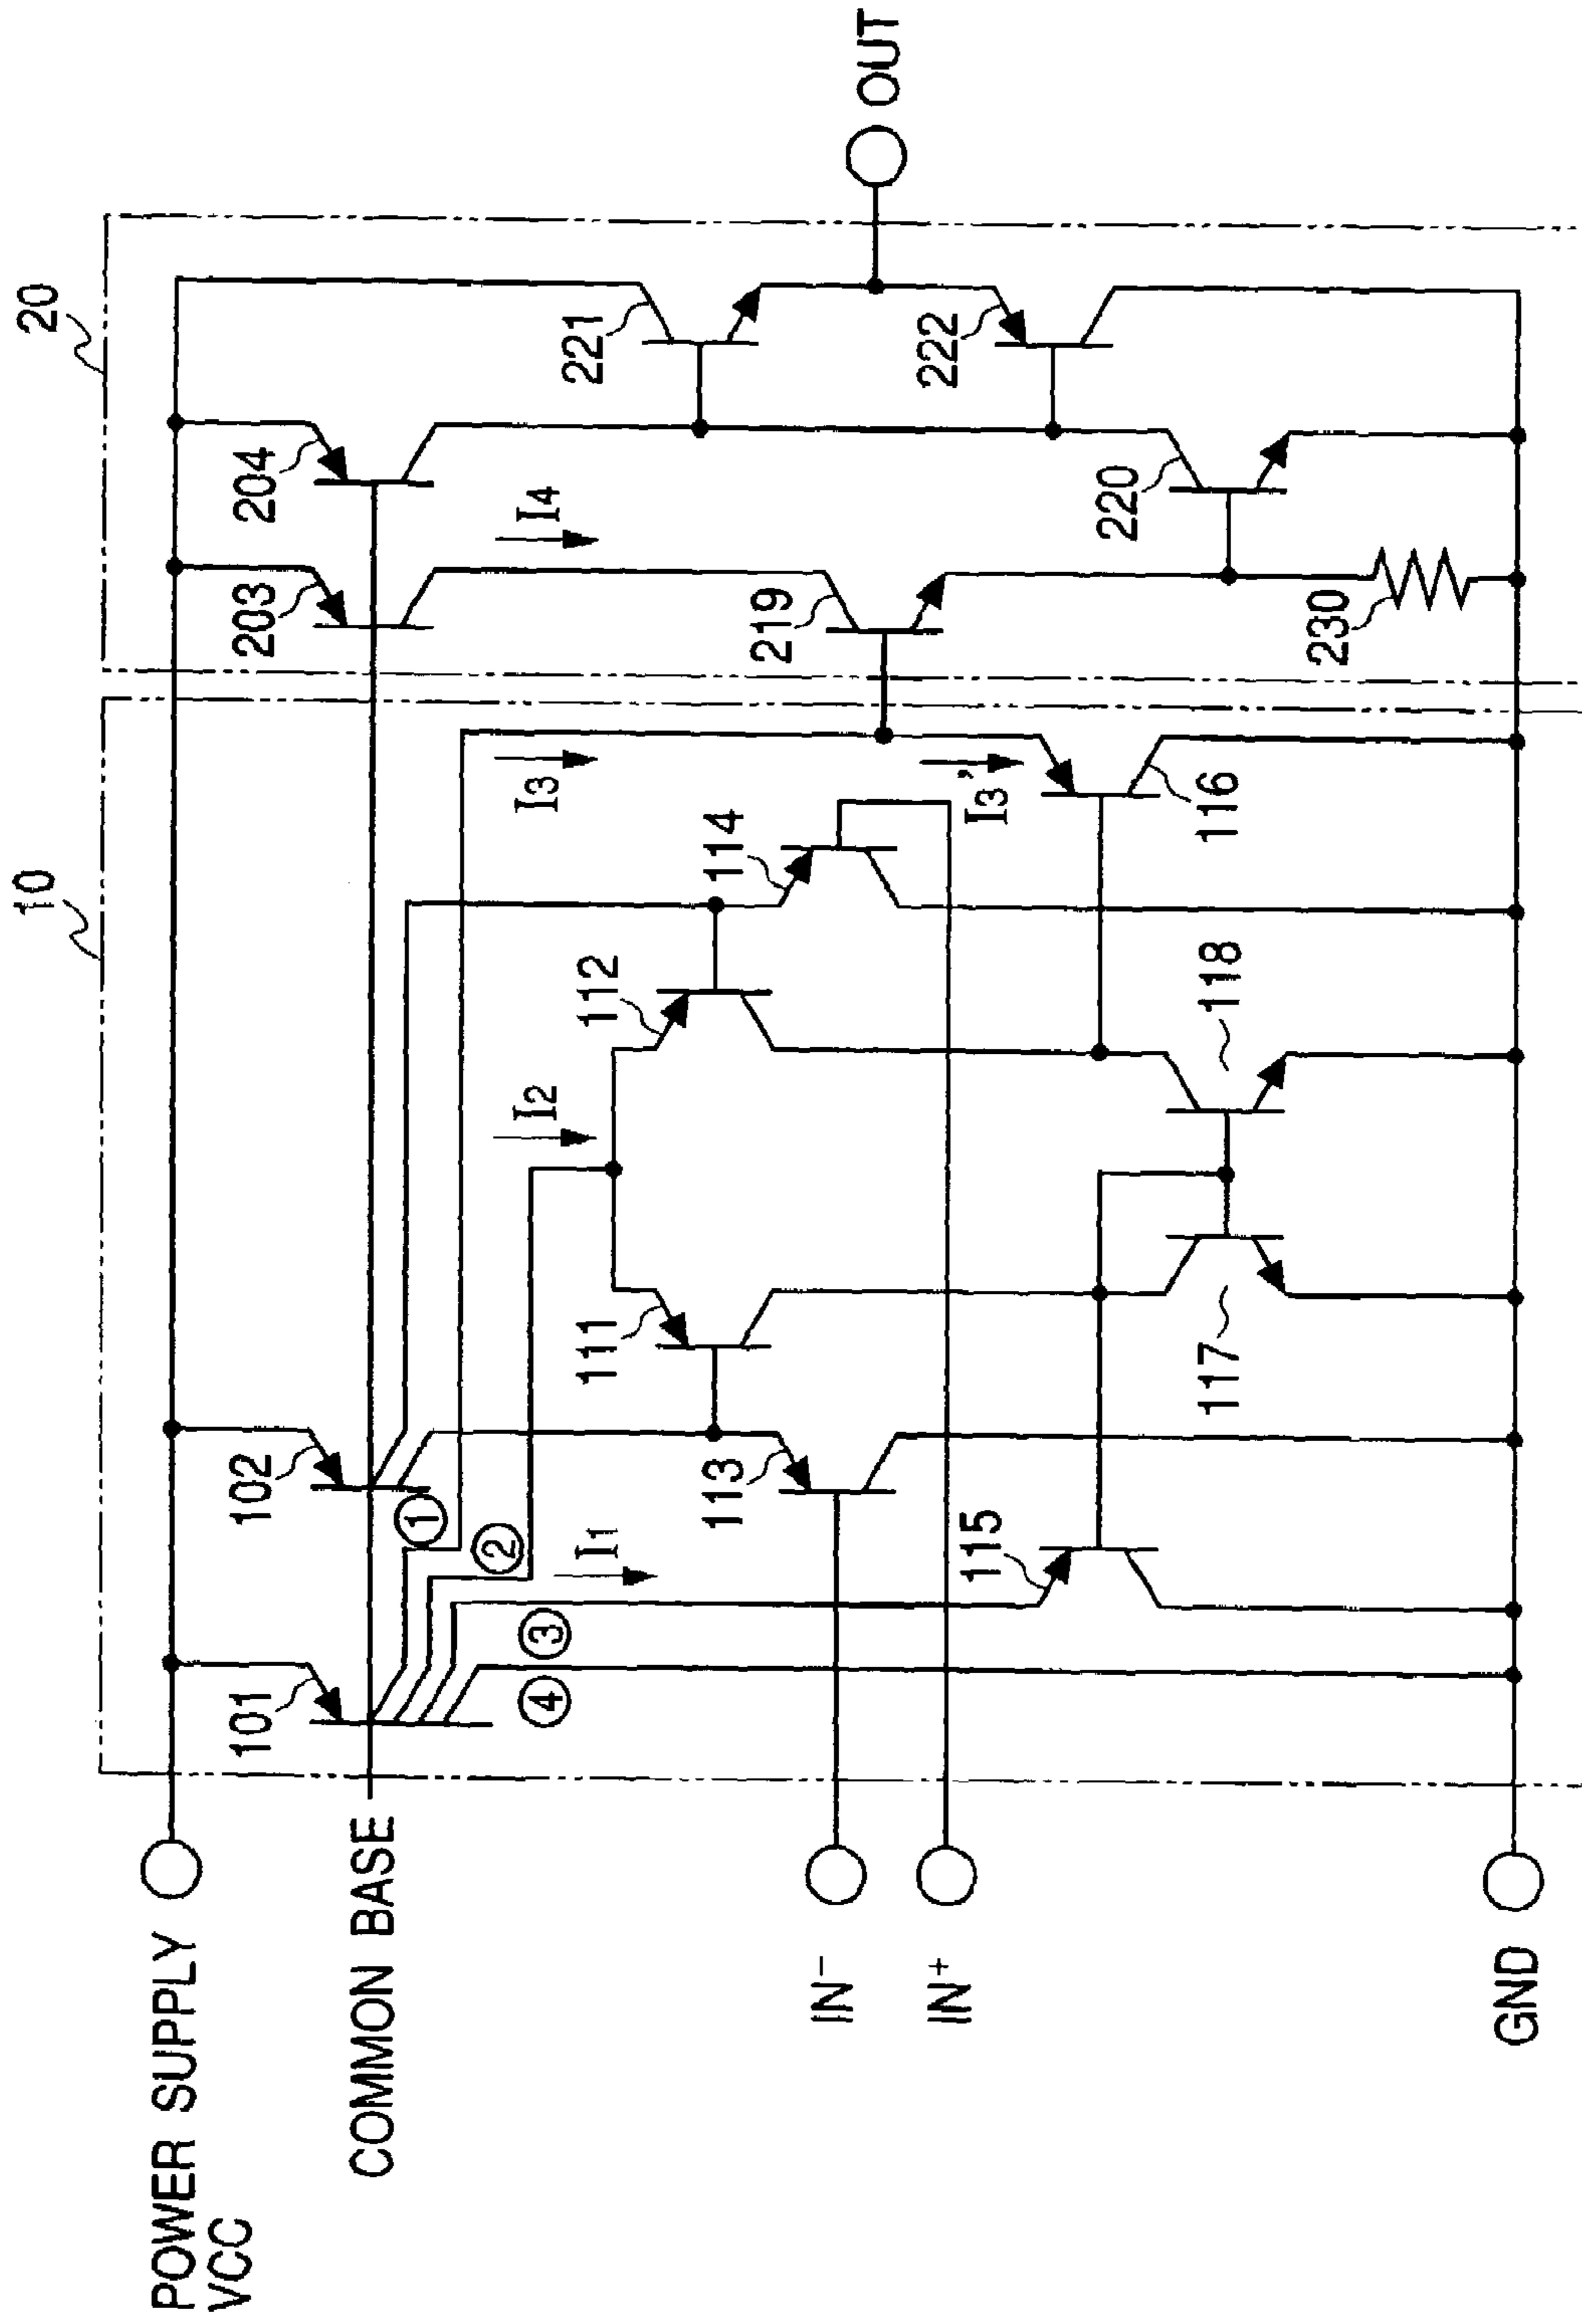 10
20
POWER SUPPLY
VCC
COMMON BASE
101
102
203
204
①
②
③
④
I1
I2
I3
I4
221
111
112
113
114
219
222
IN−
IN+
I3'
115
116
220
117
118
230
GND
OUT